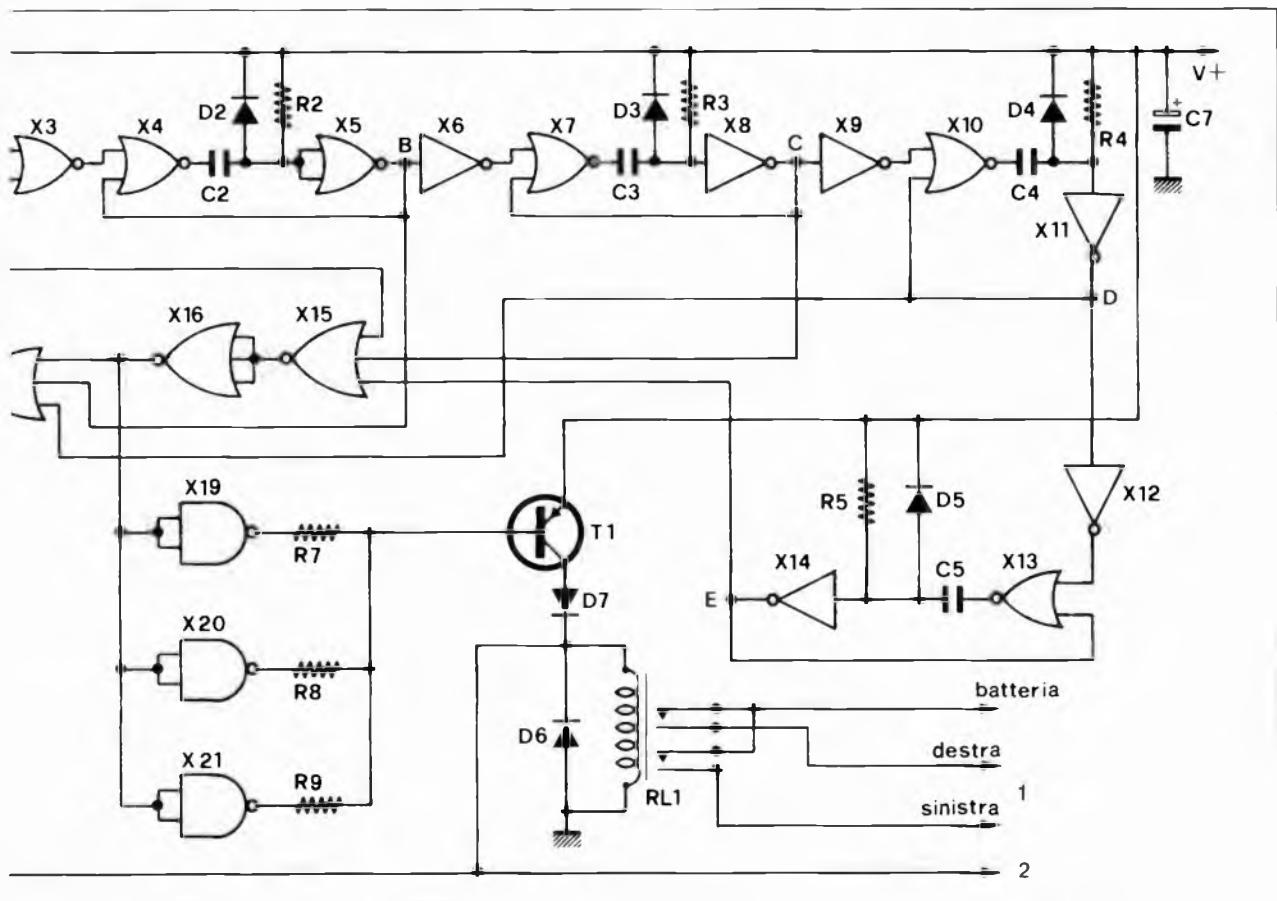 V+
D2 R2 D3 R3 D4 R4 C7 +
X3 X4 X5 B X6 X7 X8 C X9 X10
C2 C3 C4
X11
D
X16 X15
X19 R7 T1 R5 D5 X12
X14 C5 X13
E
D7
X20 R8
batteria
D6
destra
X21 R9 RL1 1
sinistra
2